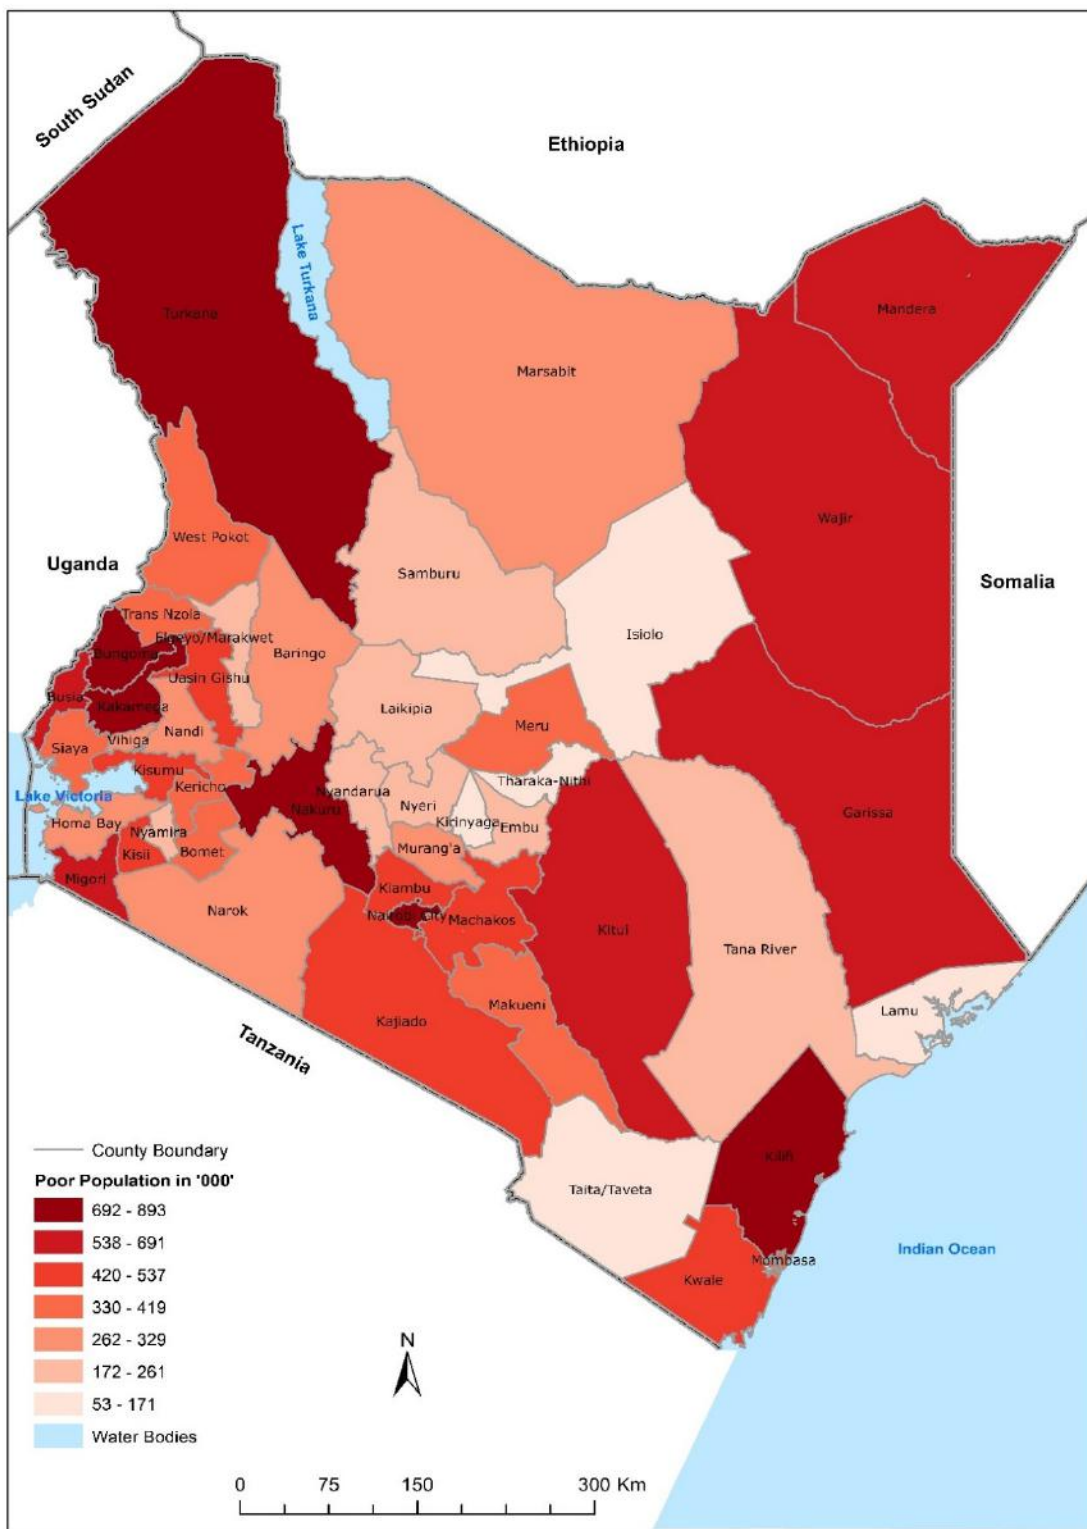 South Sudan
Ethiopia
Lake Turkana
Turkana
Mandera
Marsabit
Wajir
West Pokot
Uganda
Samburu
Somalia
Trans Nzoia
Elgeyo/Marakwet
Isiolo
Bungoma
Baringo
Uasin Gishu
Busia
Kakamega
Laikipia
Nandi
Meru
Vihiga
Siaya
Kisumu
Tharaka-Nithi
Kericho
Nyandarua
Lake Victoria
Nyeri
Nakuru
Garissa
Kirinyaga
Homa Bay
Embu
Nyamira
Murang'a
Kisii
Bomet
Migori
Kiambu
Narok
Nairobi City
Machakos
Kitui
Tana River
Makueni
Lamu
Kajiado
Tanzania
Kilifi
Taita/Taveta
Indian Ocean
Mombasa
Kwale
County Boundary
Poor Population in '000'
692 - 893
538 - 691
420 - 537
330 - 419
262 - 329
172 - 261
53 - 171
Water Bodies
N
0 75 150 300 Km